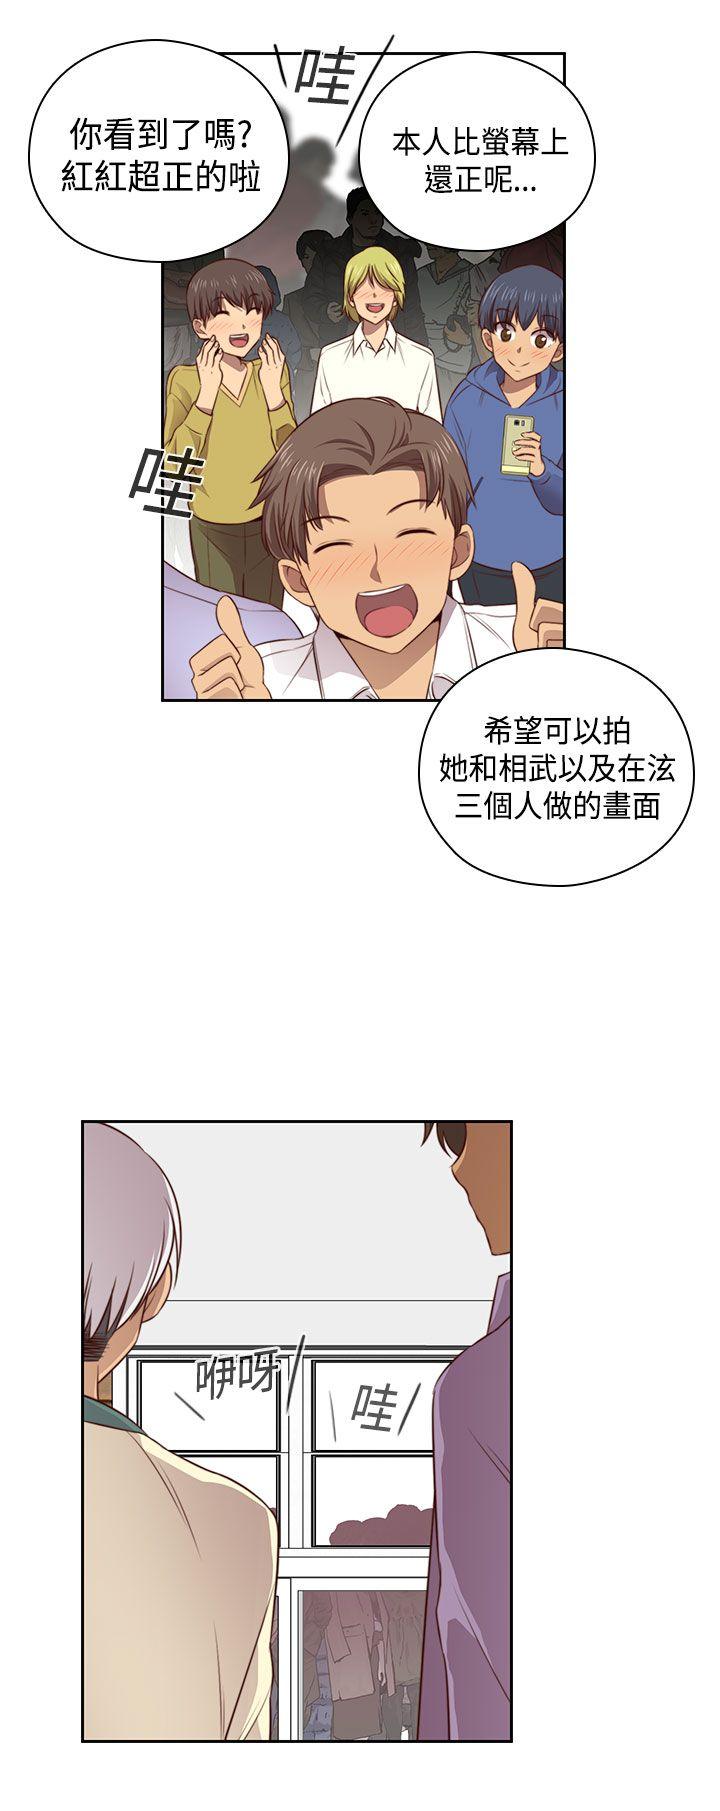 哇
你看到了嗎?
紅紅超正的啦
本人比螢幕上
還正呢...
哇
希望可以拍
她和相武以及在泫
三個人做的畫面
咿呀
哇